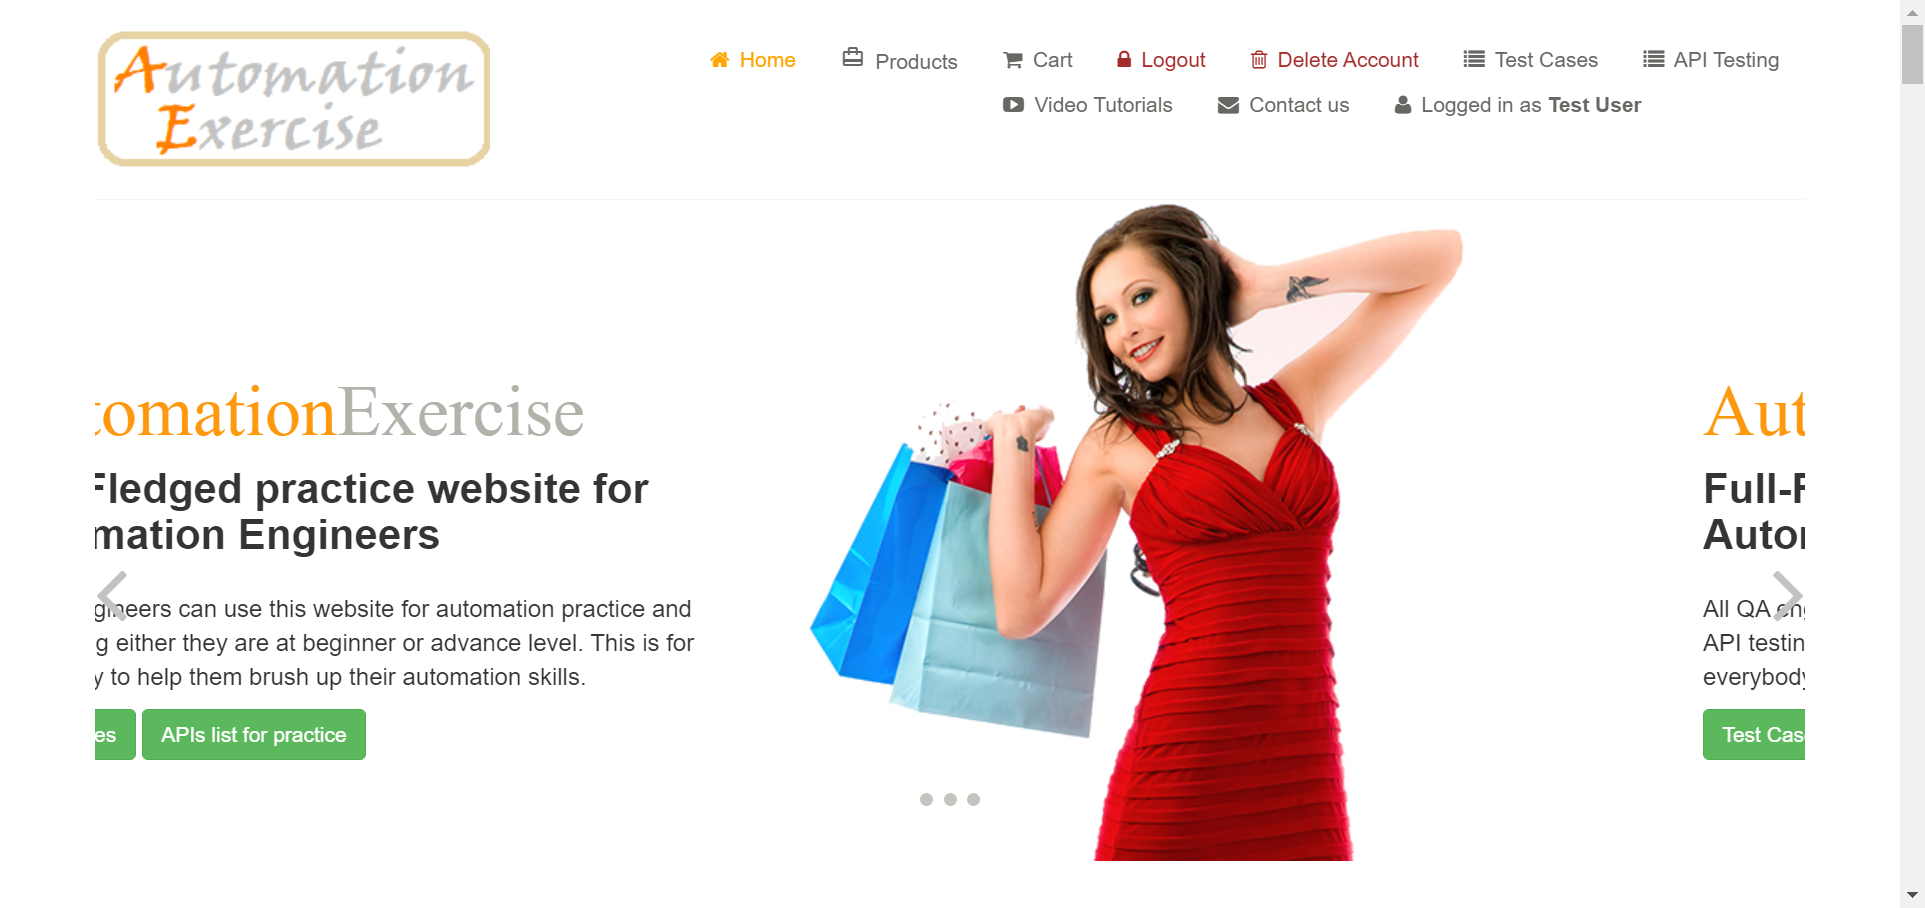 Automation
Exercise
Home Products Cart Logout Delete Account Test Cases API Testing
Video Tutorials Contact us Logged in as Test User
tomationExercise
Fledged practice website for
mation Engineers
gineers can use this website for automation practice and
g either they are at beginner or advance level. This is for
y to help them brush up their automation skills.
es APIs list for practice
Aut
Full-F
Autor
All QA eng
API testin
everybody
Test Cas